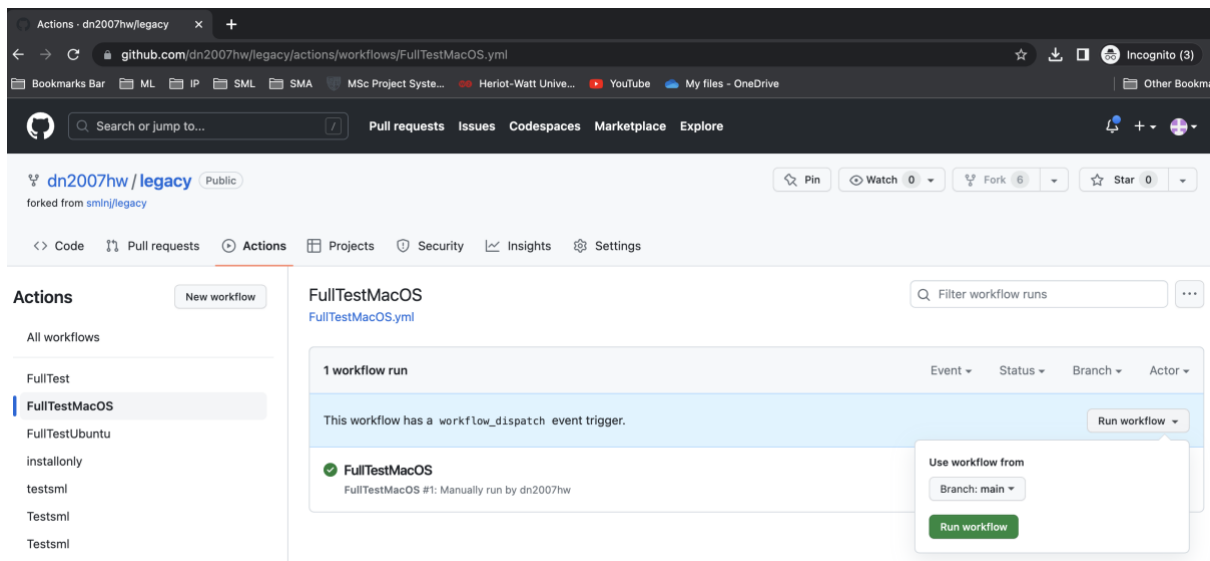 Actions · dn2007hw/legacy
github.com/dn2007hw/legacy/actions/workflows/FullTestMacOS.yml
Incognito (3)
Bookmarks Bar ML IP SML SMA MSc Project Syste... Heriot-Watt Unive... YouTube My files - OneDrive Other Bookma
Search or jump to... / Pull requests Issues Codespaces Marketplace Explore
dn2007hw / legacy Public Pin Watch 0 Fork 6 Star 0
forked from smlnj/legacy
Code Pull requests Actions Projects Security Insights Settings
Actions New workflow
All workflows
FullTest
FullTestMacOS
FullTestUbuntu
installonly
testsml
Testsml
Testsml
FullTestMacOS
FullTestMacOS.yml
Filter workflow runs
1 workflow run Event Status Branch Actor
This workflow has a workflow_dispatch event trigger. Run workflow
FullTestMacOS
FullTestMacOS #1: Manually run by dn2007hw
Use workflow from
Branch: main
Run workflow